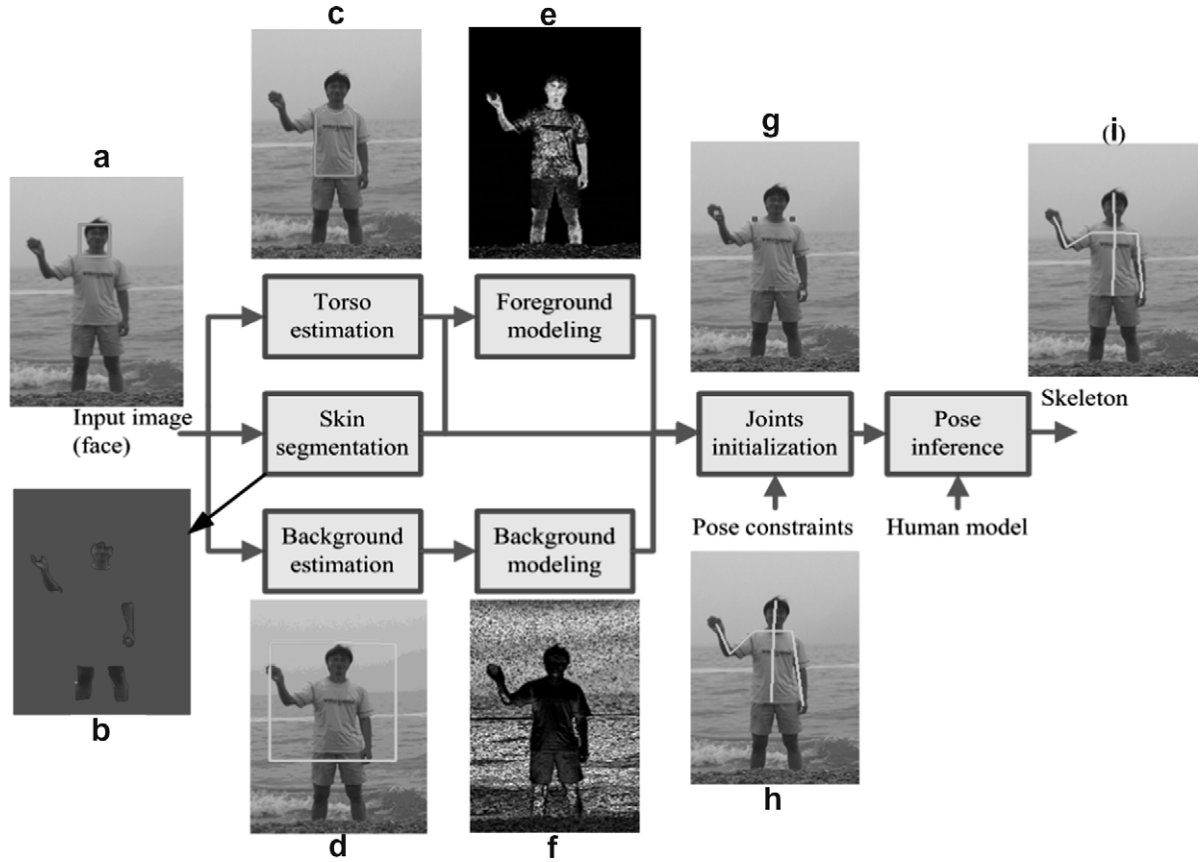 c
e
a
g
(i)
Torso
estimation
Foreground
modeling
Input image
(face)
Skin
segmentation
Joints
initialization
Pose
inference
Skeleton
Background
estimation
Background
modeling
Pose constraints
Human model
b
d
f
h